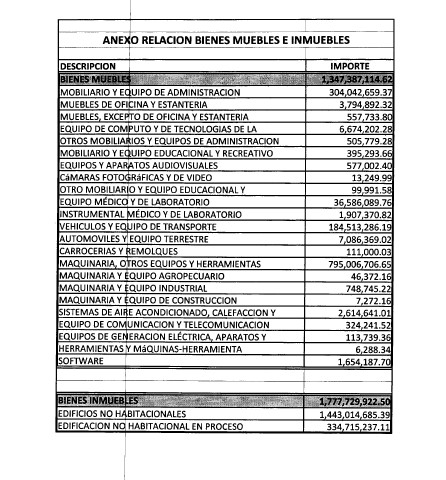 ANEXO RELACION BIENES MUEBLES E INMUEBLES
DESCRIPCION IMPORTE
BIENES MUEBLES 1,347,387,114.62
MOBILIARIO Y EQUIPO DE ADMINISTRACION 304,042,659.37
MUEBLES DE OFICINA Y ESTANTERIA 3,794,892.32
MUEBLES, EXCEPTO DE OFICINA Y ESTANTERIA 557,733.80
EQUIPO DE COMPUTO Y DE TECNOLOGIAS DE LA 6,674,202.28
OTROS MOBILIARIOS Y EQUIPOS DE ADMINISTRACION 505,779.28
MOBILIARIO Y EQUIPO EDUCACIONAL Y RECREATIVO 395,293.66
EQUIPOS Y APARATOS AUDIOVISUALES 577,002.40
CáMARAS FOTOGRáFICAS Y DE VIDEO 13,249.99
OTRO MOBILIARIO Y EQUIPO EDUCACIONAL Y 99,991.58
EQUIPO MÉDICO Y DE LABORATORIO 36,586,089.76
INSTRUMENTAL MÉDICO Y DE LABORATORIO 1,907,370.82
VEHICULOS Y EQUIPO DE TRANSPORTE 184,513,286.19
AUTOMOVILES Y EQUIPO TERRESTRE 7,086,369.02
CARROCERIAS Y REMOLQUES 111,000.03
MAQUINARIA, OTROS EQUIPOS Y HERRAMIENTAS 795,006,706.65
MAQUINARIA Y EQUIPO AGROPECUARIO 46,372.16
MAQUINARIA Y EQUIPO INDUSTRIAL 748,745.22
MAQUINARIA Y EQUIPO DE CONSTRUCCION 7,272.16
SISTEMAS DE AIRE ACONDICIONADO, CALEFACCION Y 2,614,641.01
EQUIPO DE COMUNICACION Y TELECOMUNICACION 324,241.52
EQUIPOS DE GENERACION ELÉCTRICA, APARATOS Y 113,739.36
HERRAMIENTAS Y MáQUINAS-HERRAMIENTA 6,288.34
SOFTWARE 1,654,187.70
BIENES INMUEBLES 1,777,729,922.50
EDIFICIOS NO HABITACIONALES 1,443,014,685.39
EDIFICACION NO HABITACIONAL EN PROCESO 334,715,237.11